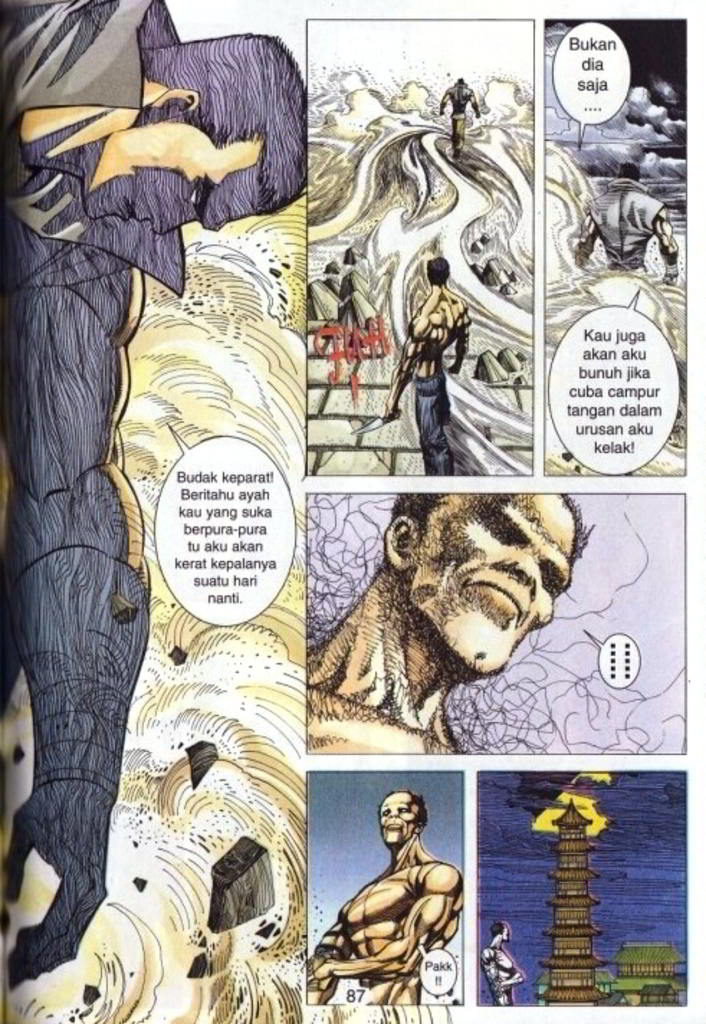 Budak keparat!
Beritahu ayah
kau yang suka
berpura-pura
tu aku akan
kerat kepalanya
suatu hari
nanti.
Bukan
dia
saja
....
Kau juga
akan aku
bunuh jika
cuba campur
tangan dalam
urusan aku
kelak!
Pakk
!!
87